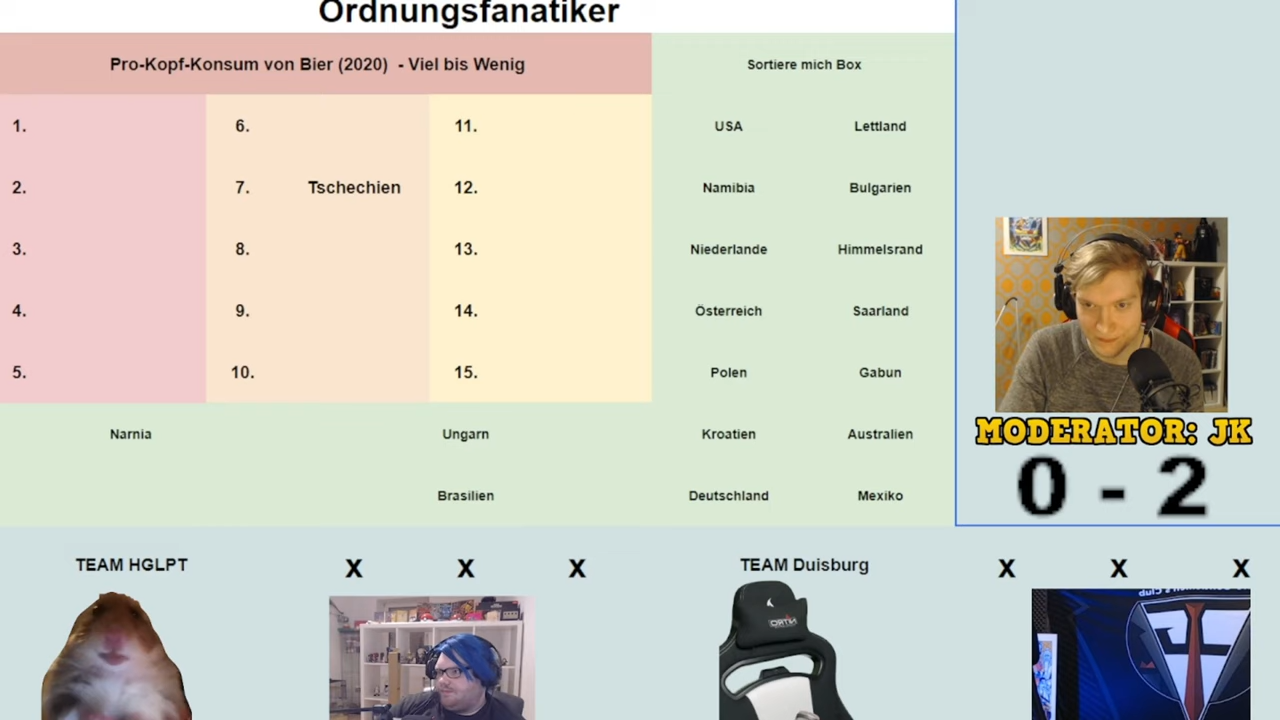 Ordnungsfanatiker
Pro-Kopf-Konsum von Bier (2020) - Viel bis Wenig
Sortiere mich Box
1. 6. 11. USA Lettland
2. 7. Tschechien 12. Namibia Bulgarien
3. 8. 13. Niederlande Himmelsrand
4. 9. 14. Österreich Saarland
5. 10. 15. Polen Gabun
Narnia Ungarn Kroatien Australien
Brasilien Deutschland Mexiko
MODERATOR: JK
0 - 2
TEAM HGLPT X X X TEAM Duisburg X X X